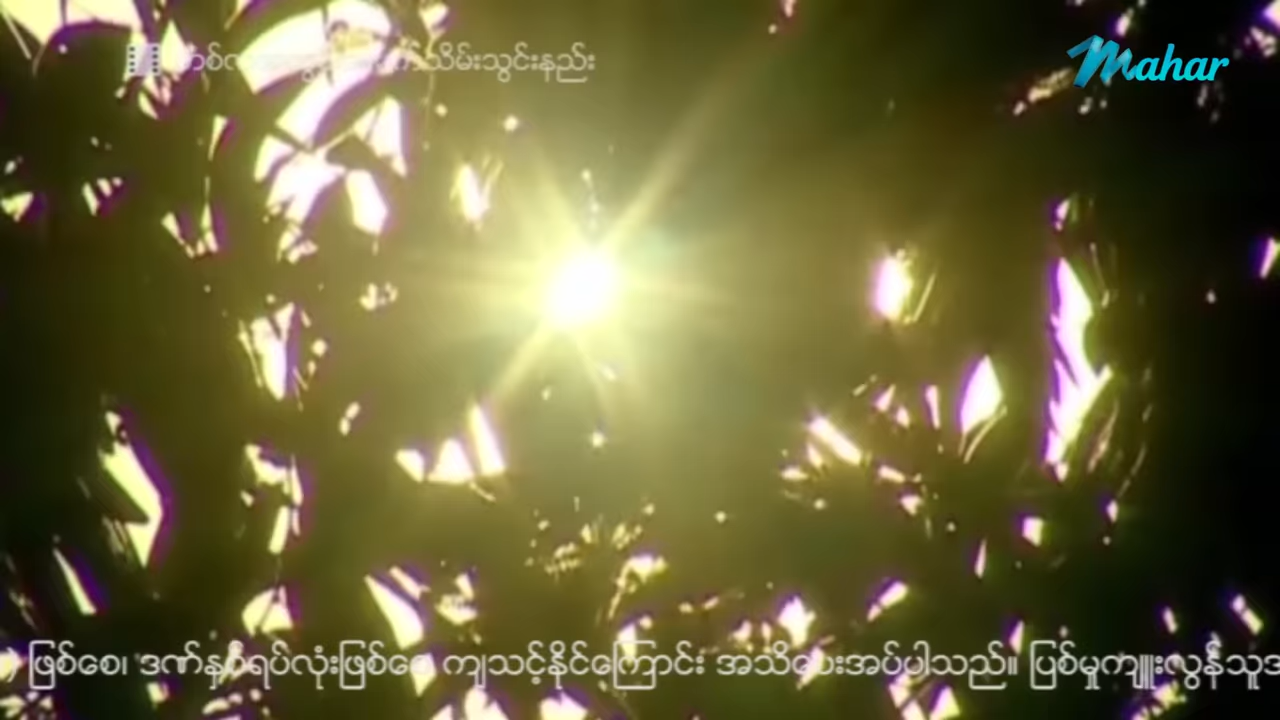 သိမ်းသွင်းနည်း
Mahar
ဖြစ်စေ၊ ဒဏ်နှစ်ရပ်လုံးဖြစ်စေ ကျသင့်နိုင်ကြောင်း အသိပေးအပ်ပါသည်။ ပြစ်မှုကျူးလွန်သူ